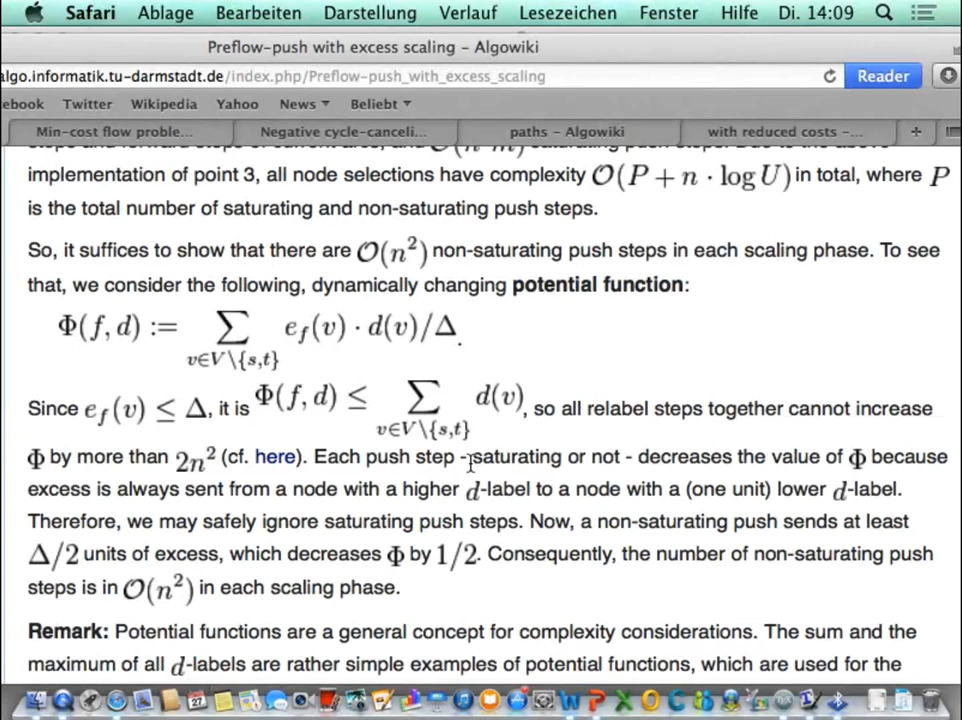 Safari Ablage Bearbeiten Darstellung Verlauf Lesezeichen Fenster Hilfe Di. 14:09
Preflow-push with excess scaling – Algowiki
algo.informatik.tu-darmstadt.de/index.php/Preflow-push_with_excess_scaling Reader
ebook Twitter Wikipedia Yahoo News ▾ Beliebt ▾
Min-cost flow proble... Negative cycle-canceli... paths – Algowiki with reduced costs –... +
implementation of point 3, all node selections have complexity O(P + n · log U) in total, where P
is the total number of saturating and non-saturating push steps.
So, it suffices to show that there are O(n²) non-saturating push steps in each scaling phase. To see
that, we consider the following, dynamically changing potential function:
Φ(f, d) := ∑_{v∈V\{s,t}} e_f(v) · d(v)/Δ.
Since e_f(v) ≤ Δ, it is Φ(f, d) ≤ ∑_{v∈V\{s,t}} d(v), so all relabel steps together cannot increase
Φ by more than 2n² (cf. here). Each push step - saturating or not - decreases the value of Φ because
excess is always sent from a node with a higher d-label to a node with a (one unit) lower d-label.
Therefore, we may safely ignore saturating push steps. Now, a non-saturating push sends at least
Δ/2 units of excess, which decreases Φ by 1/2. Consequently, the number of non-saturating push
steps is in O(n²) in each scaling phase.
Remark: Potential functions are a general concept for complexity considerations. The sum and the
maximum of all d-labels are rather simple examples of potential functions, which are used for the